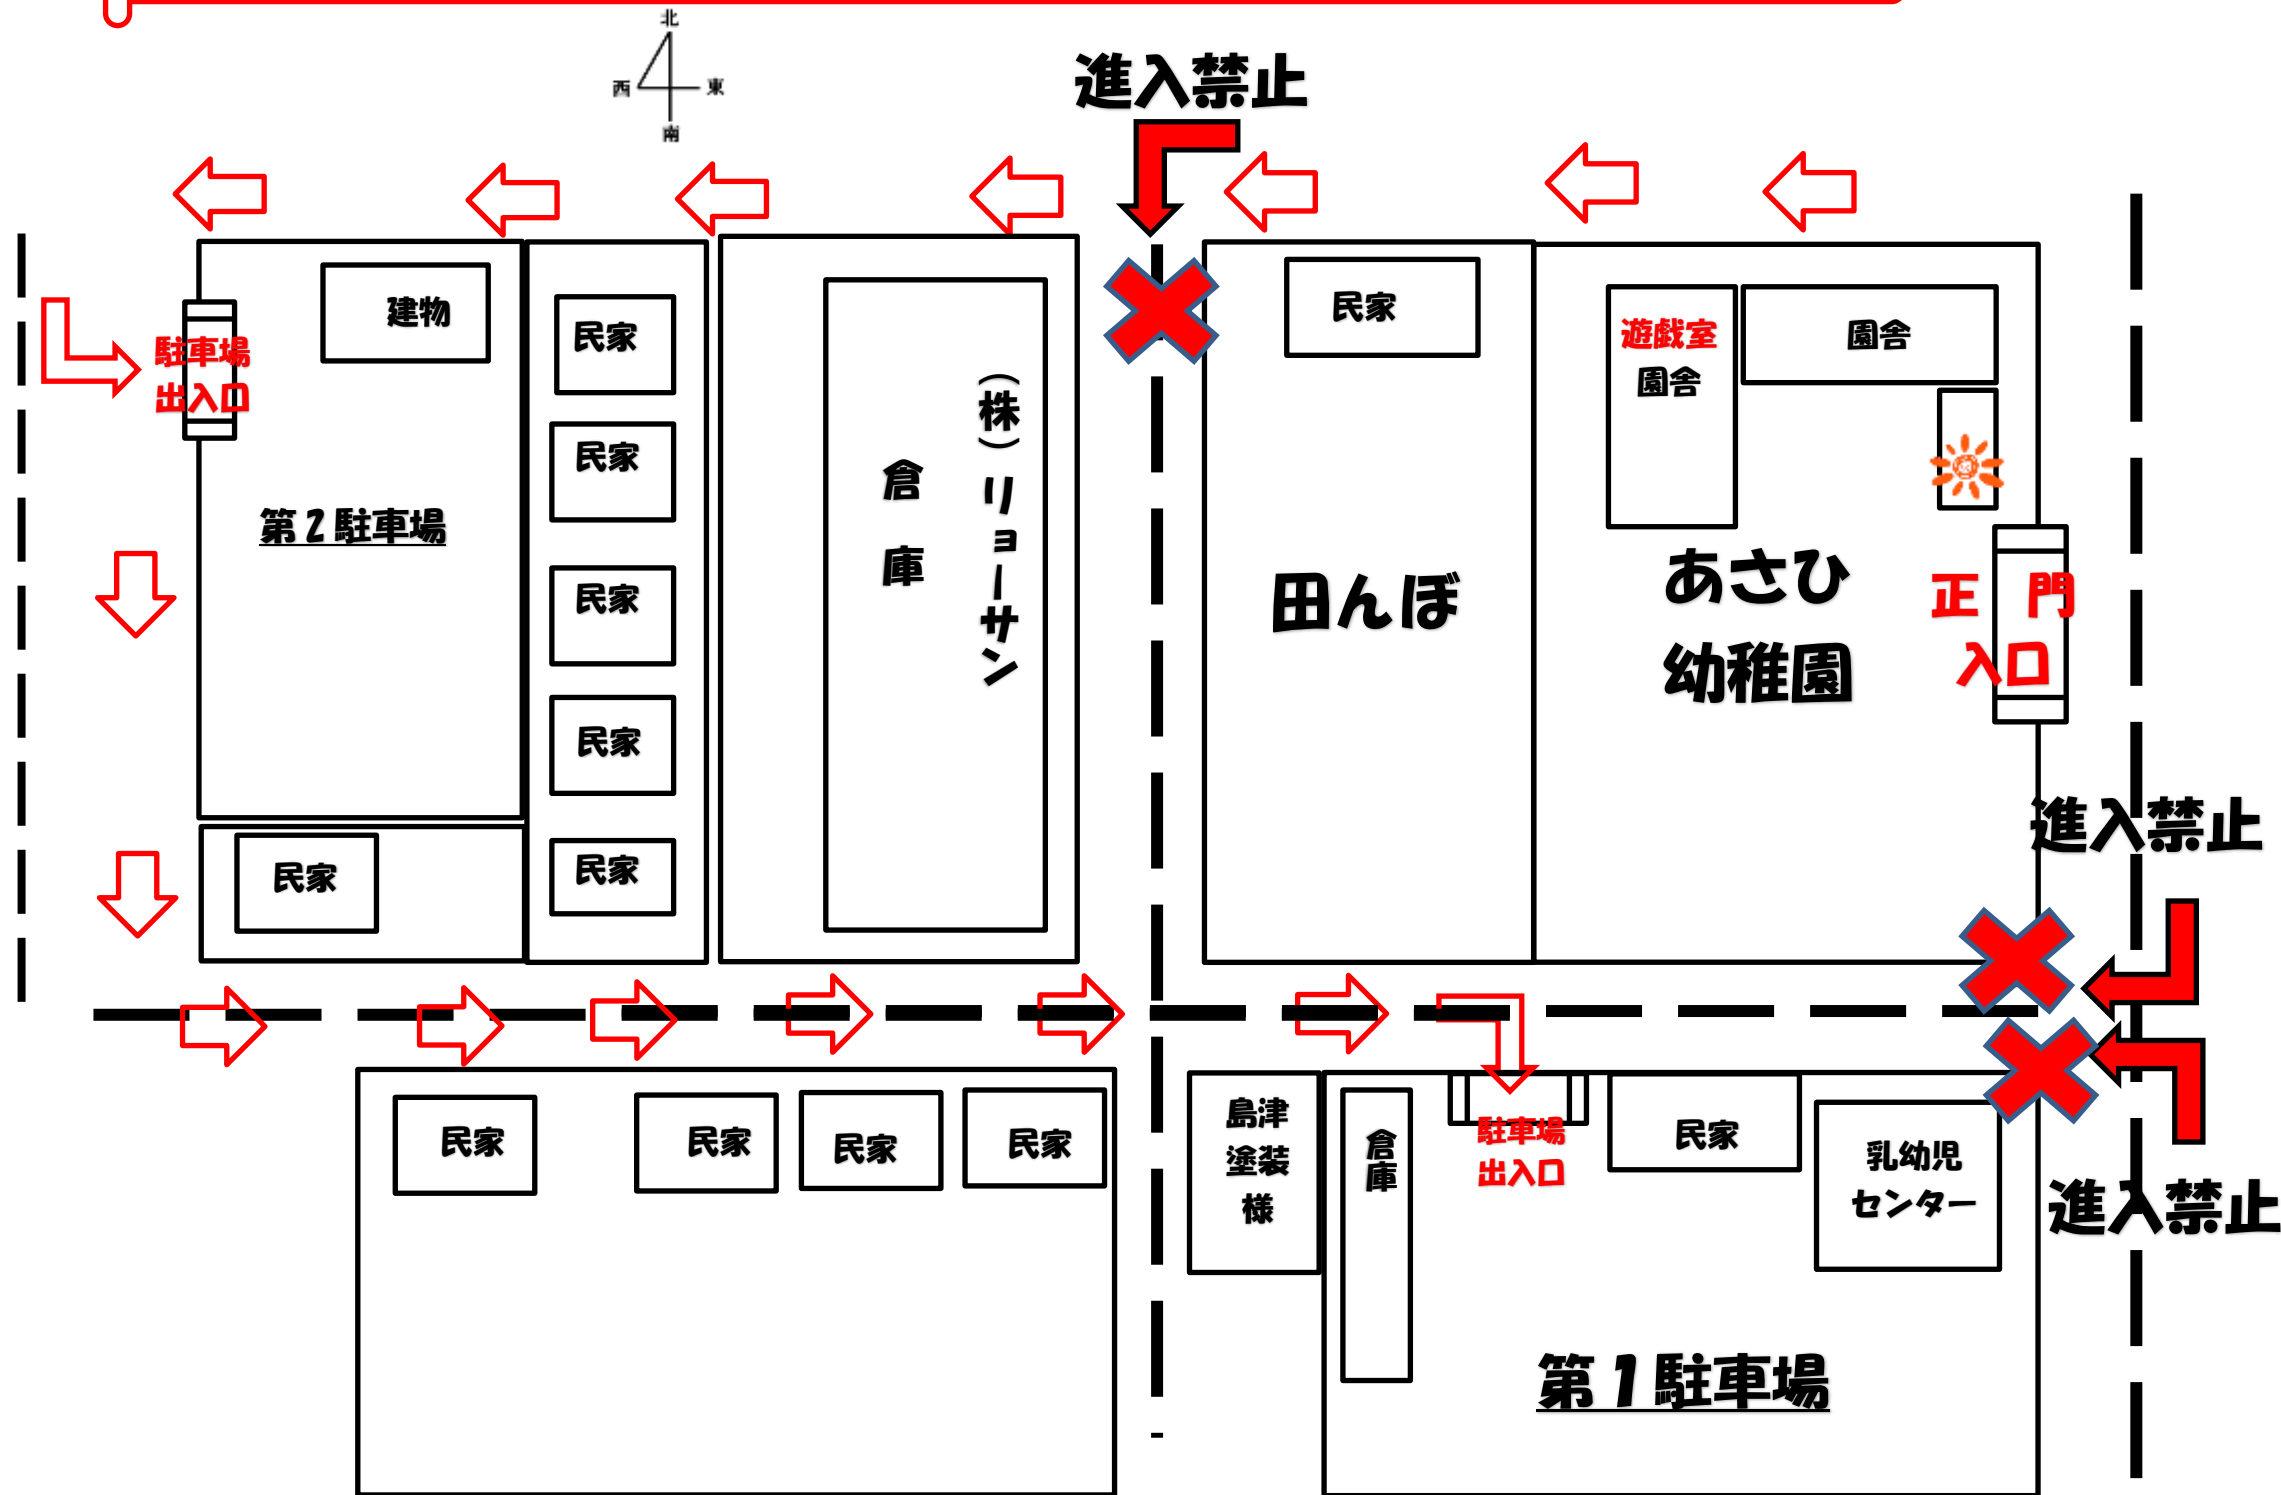 北
西 東
南
進入禁止
建物
民家
民家
遊戯室
園舎
園舎
駐車場
出入口
民家
（株）リョーサン
倉庫
第2駐車場
民家
田んぼ
あさひ
幼稚園
正 門
入口
民家
民家
民家
進入禁止
民家
民家
民家
民家
島津
塗装
様
倉庫
駐車場
出入口
民家
乳幼児
センター
進入禁止
第1駐車場